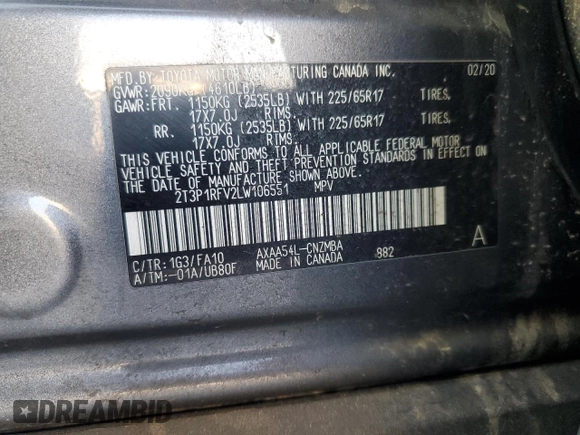 MFD.BY TOYOTA MOTOR MANUFACTURING CANADA INC. 02/20
GVWR: 2090KG (4610LB)
GAWR: FRT. 1150KG (2535LB) WITH 225/65R17 TIRES.
17X7.0J RIMS.
RR. 1150KG (2535LB) WITH 225/65R17 TIRES.
17X7.0J RIMS.
THIS VEHICLE CONFORMS TO ALL APPLICABLE FEDERAL MOTOR
VEHICLE SAFETY AND THEFT PREVENTION STANDARDS IN EFFECT
ON THE DATE OF MANUFACTURE SHOWN ABOVE.
2T3P1RFV2LW106551 MPV
C/TR: 1G3/FA10 AXAA54L-CNZMBA 882 A
A/TM:-01A/UB80F MADE IN CANADA
DREAMBID